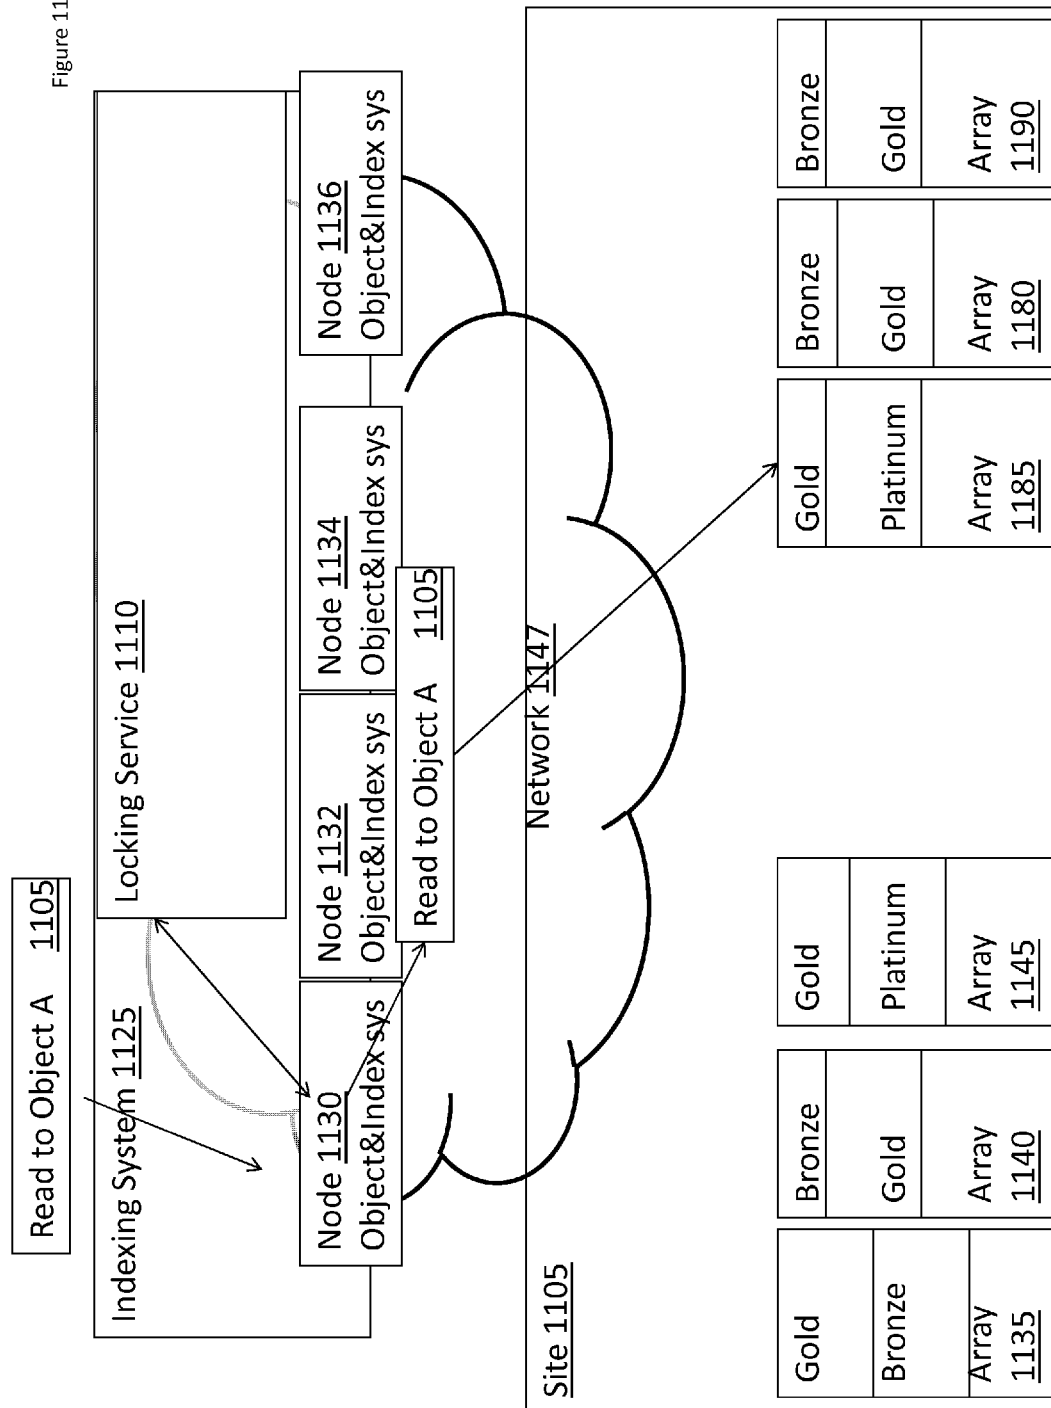 Figure 11
Read to Object A 1105
Indexing System 1125
Locking Service 1110
Node 1130
Object&Index sys
Node 1132
Object&Index sys
Node 1134
Object&Index sys
Node 1136
Object&Index sys
Read to Object A 1105
Network 1147
Site 1105
Gold
Bronze
Array
1135
Bronze
Gold
Array
1140
Gold
Platinum
Array
1145
Gold
Platinum
Array
1185
Bronze
Gold
Array
1180
Bronze
Gold
Array
1190